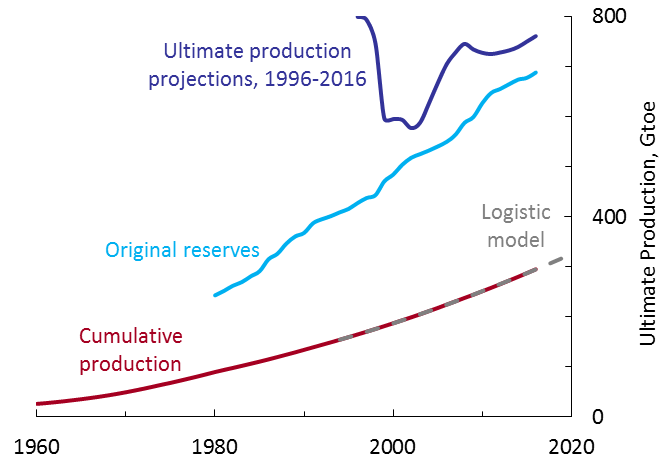 800
Ultimate production
projections, 1996-2016
Ultimate Production, Gtoe
Logistic
model
400
Original reserves
Cumulative
production
0
1960
1980
2000
2020